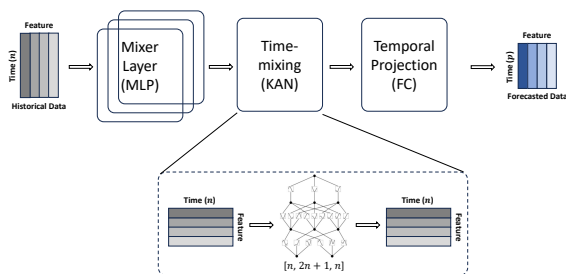 Feature
Time (n)
Historical Data
Mixer
Layer
(MLP)
Time-
mixing
(KAN)
Temporal
Projection
(FC)
Feature
Time (p)
Forecasted Data
Time (n)
Feature
[n, 2n + 1, n]
Time (n)
Feature